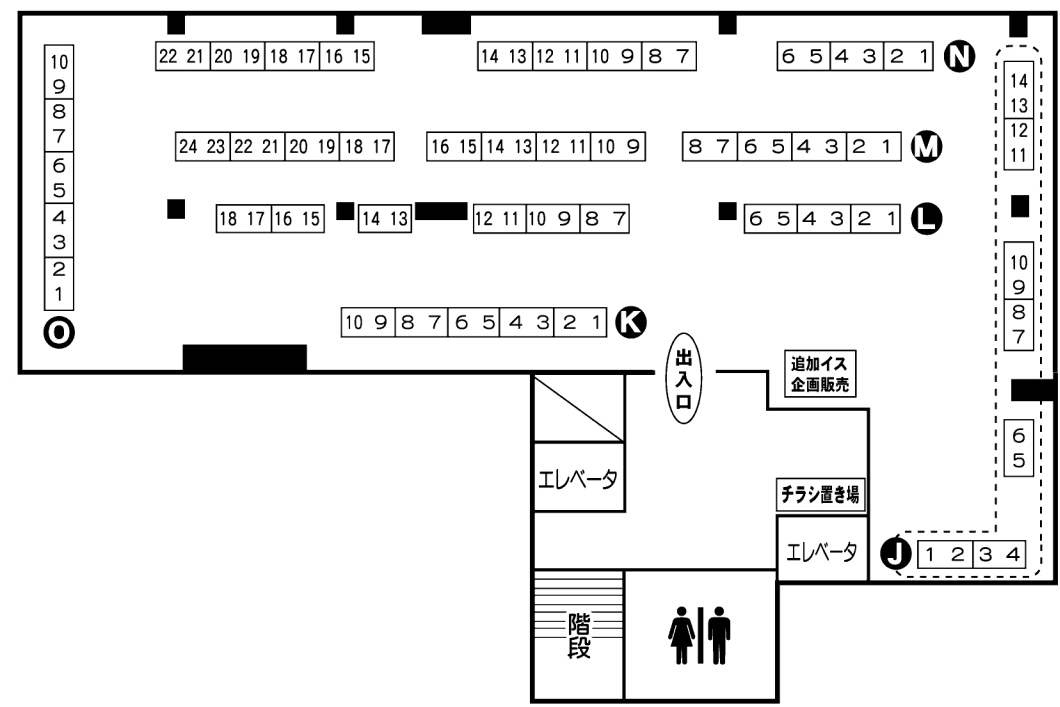 22 21 20 19 18 17 16 15
14 13 12 11 10 9 8 7
6 5 4 3 2 1 N
24 23 22 21 20 19 18 17
16 15 14 13 12 11 10 9
8 7 6 5 4 3 2 1 M
18 17 16 15
14 13
12 11 10 9 8 7
6 5 4 3 2 1 L
10 9 8 7 6 5 4 3 2 1 K
10
9
8
7
6
5
4
3
2
1
O
14
13
12
11
10
9
8
7
6
5
J 1 2 3 4
出入口
追加イス
企画販売
エレベータ
チラシ置き場
エレベータ
階段